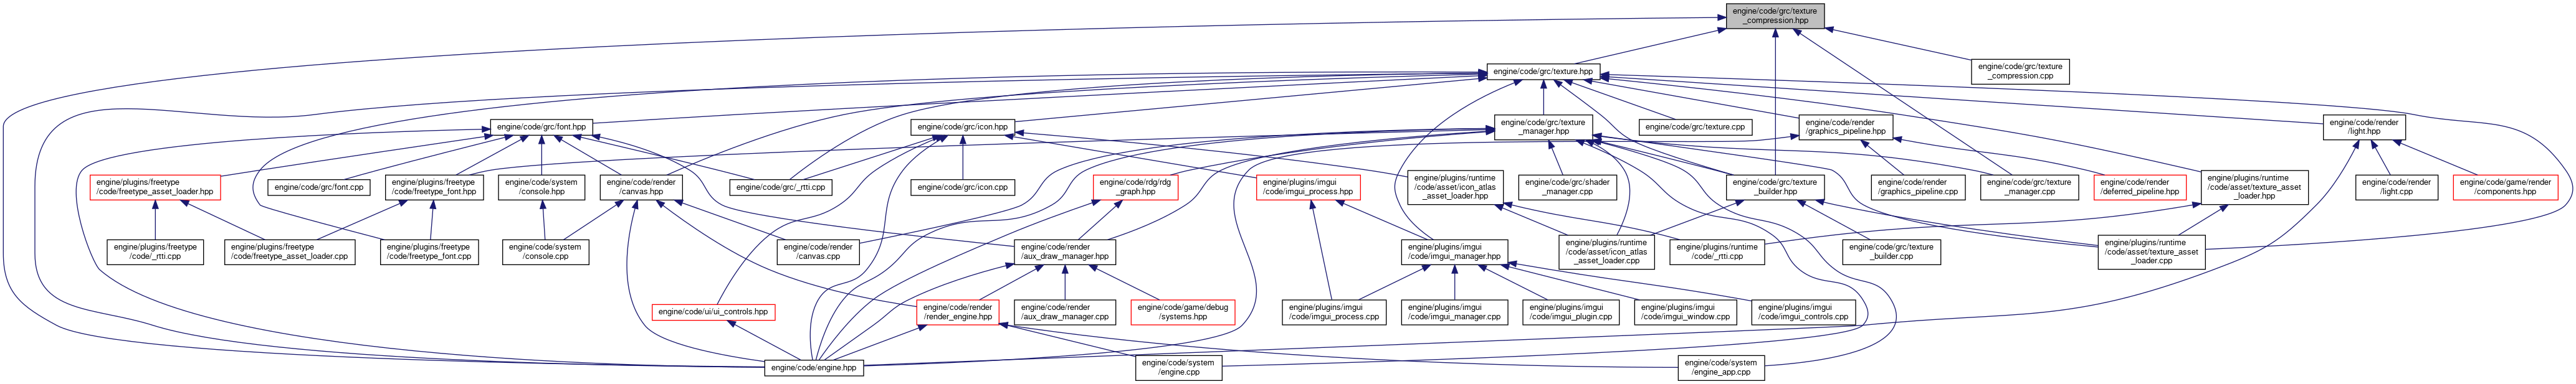 engine/code/grc/texture
_compression.hpp
engine/code/grc/texture.hpp
engine/code/grc/texture
_compression.cpp
engine/code/grc/font.hpp
engine/code/grc/icon.hpp
engine/code/grc/texture
_manager.hpp
engine/code/grc/texture.cpp
engine/code/render
/graphics_pipeline.hpp
engine/code/render
/light.hpp
engine/plugins/freetype
/code/freetype_asset_loader.hpp
engine/code/grc/font.cpp
engine/plugins/freetype
/code/freetype_font.hpp
engine/code/system
/console.hpp
engine/code/render
/canvas.hpp
engine/code/grc/_rtti.cpp
engine/code/grc/icon.cpp
engine/code/rdg/rdg
_graph.hpp
engine/plugins/imgui
/code/imgui_process.hpp
engine/plugins/runtime
/code/asset/icon_atlas
_asset_loader.hpp
engine/code/grc/shader
_manager.cpp
engine/code/grc/texture
_builder.hpp
engine/code/render
/graphics_pipeline.cpp
engine/code/grc/texture
_manager.cpp
engine/code/render
/deferred_pipeline.hpp
engine/plugins/runtime
/code/asset/texture_asset
_loader.hpp
engine/code/render
/light.cpp
engine/code/game/render
/components.hpp
engine/plugins/freetype
/code/_rtti.cpp
engine/plugins/freetype
/code/freetype_asset_loader.cpp
engine/plugins/freetype
/code/freetype_font.cpp
engine/code/system
/console.cpp
engine/code/render
/canvas.cpp
engine/code/render
/aux_draw_manager.hpp
engine/plugins/imgui
/code/imgui_manager.hpp
engine/plugins/runtime
/code/asset/icon_atlas
_asset_loader.cpp
engine/plugins/runtime
/code/_rtti.cpp
engine/code/grc/texture
_builder.cpp
engine/plugins/runtime
/code/asset/texture_asset
_loader.cpp
engine/code/ui/ui_controls.hpp
engine/code/render
/render_engine.hpp
engine/code/render
/aux_draw_manager.cpp
engine/code/game/debug
/systems.hpp
engine/plugins/imgui
/code/imgui_process.cpp
engine/plugins/imgui
/code/imgui_manager.cpp
engine/plugins/imgui
/code/imgui_plugin.cpp
engine/plugins/imgui
/code/imgui_window.cpp
engine/plugins/imgui
/code/imgui_controls.cpp
engine/code/engine.hpp
engine/code/system
/engine.cpp
engine/code/system
/engine_app.cpp